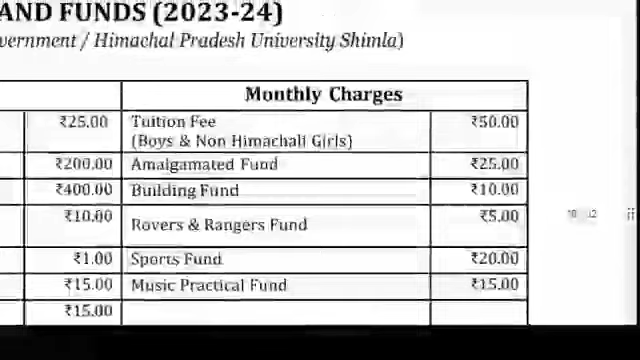 AND FUNDS (2023-24)
vernment / Himachal Pradesh University Shimla)
Monthly Charges
₹25.00 Tuition Fee ₹50.00
(Boys & Non Himachali Girls)
₹200.00 Amalgamated Fund ₹25.00
₹400.00 Building Fund ₹10.00
₹10.00 Rovers & Rangers Fund ₹5.00
₹1.00 Sports Fund ₹20.00
₹15.00 Music Practical Fund ₹15.00
₹15.00